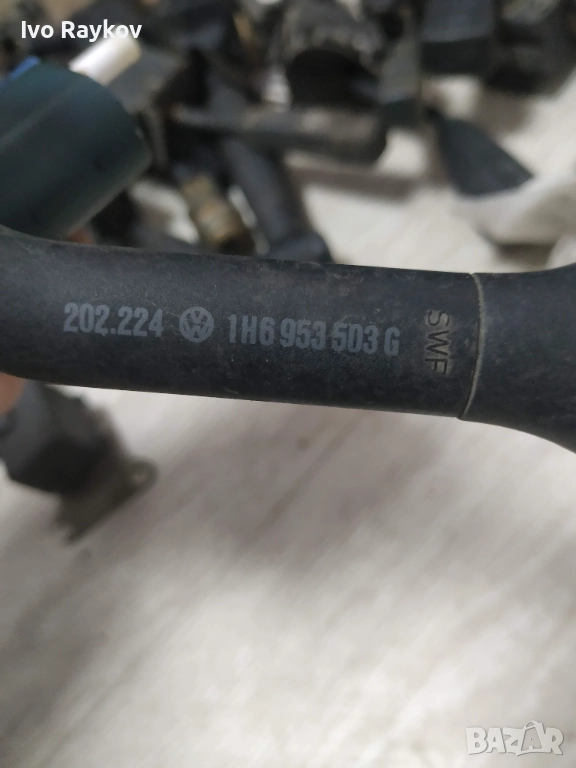 Ivo Raykov
202.224 1H6 953 503 G
SWF
BAZAR